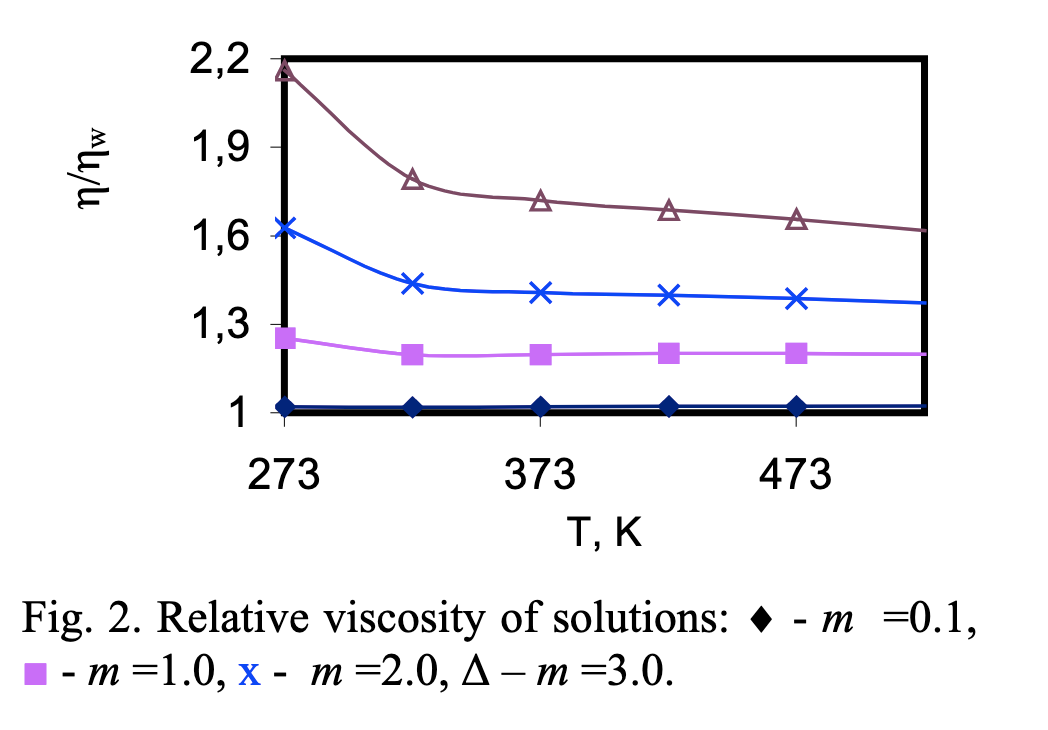 2,2
1,9
η/ηw
1,6
1,3
1
273 373 473
T, K
Fig. 2. Relative viscosity of solutions: ♦ - m =0.1,
■ - m =1.0, x - m =2.0, Δ – m =3.0.